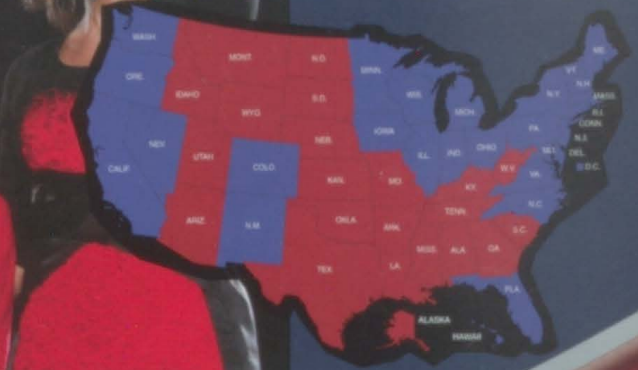 WASH.
MONT.
N.D.
MINN.
ME.
ORE.
IDAHO
S.D.
WIS.
VT.
N.H.
WYO.
MICH.
N.Y.
MASS.
R.I.
CONN.
NEV.
NEB.
IOWA
PA.
N.J.
CALIF.
UTAH
COLO.
ILL.
IND.
OHIO
DEL.
D.C.
KAN.
MO.
W.V.
VA.
KY.
ARIZ.
N.M.
OKLA.
ARK.
TENN.
N.C.
S.C.
TEX.
LA.
MISS.
ALA.
GA.
FLA.
ALASKA
HAWAII